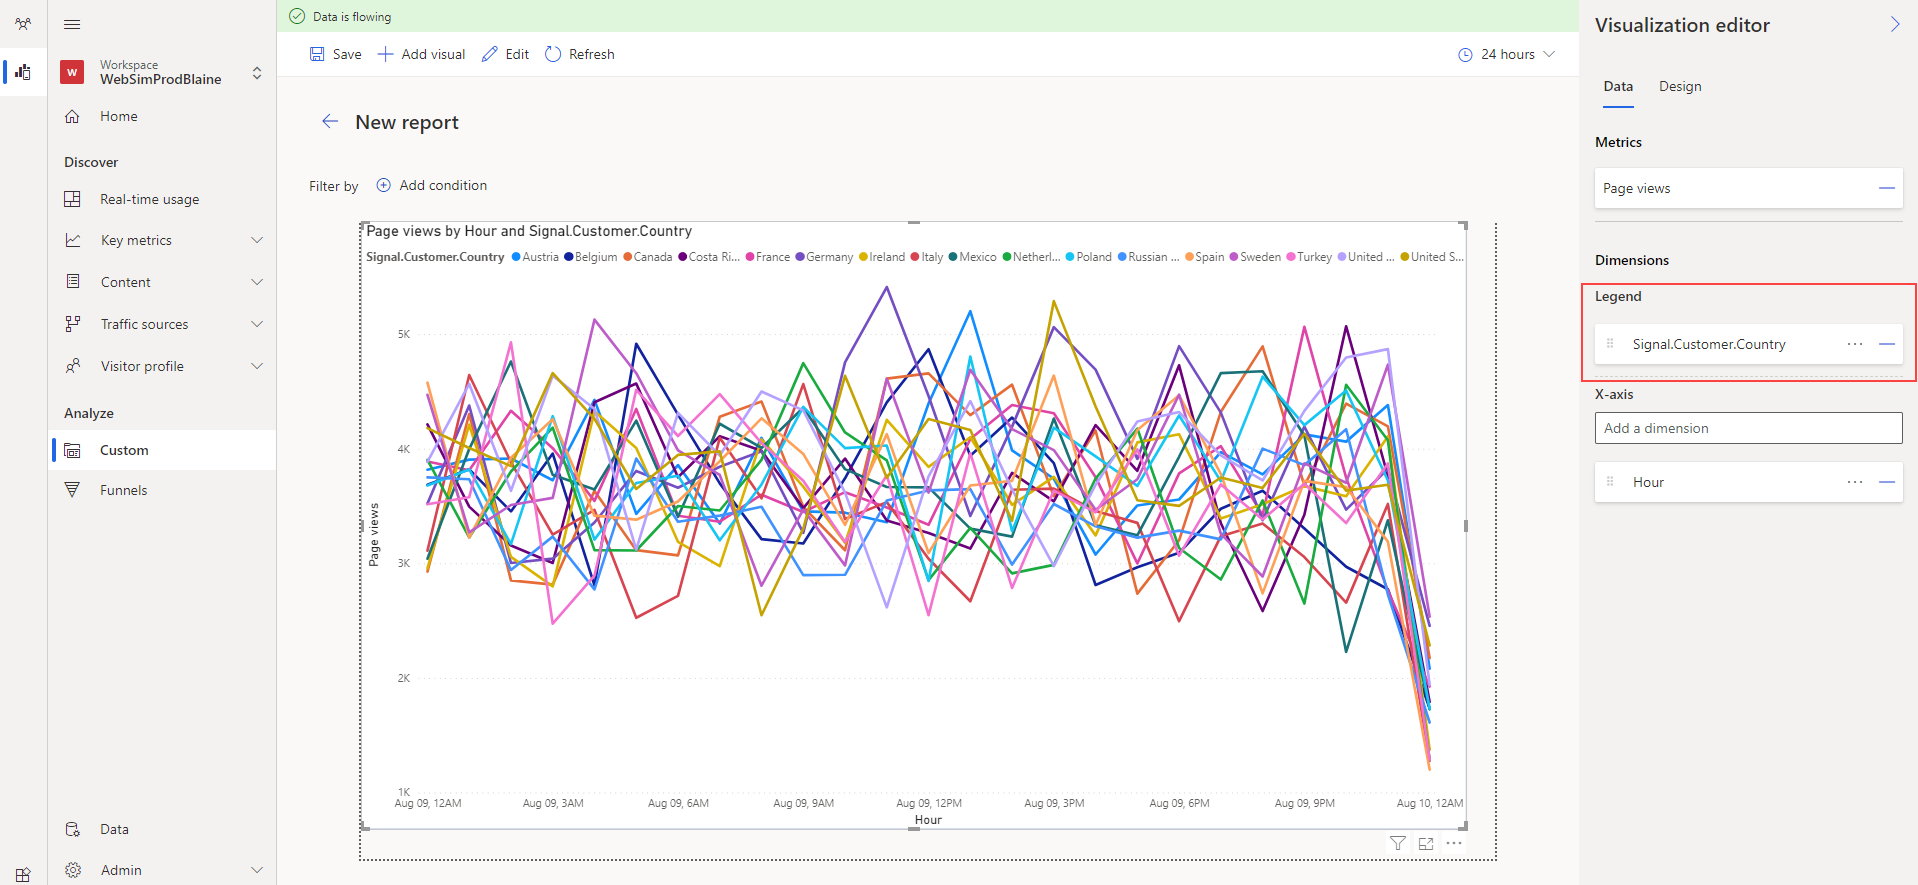 Data is flowing
Save
Add visual
Edit
Refresh
24 hours
W
Workspace
WebSimProdBlaine
Home
Discover
Real-time usage
Key metrics
Content
Traffic sources
Visitor profile
Analyze
Custom
Funnels
Data
Admin
New report
Filter by
Add condition
Page views by Hour and Signal.Customer.Country
Signal.Customer.Country Austria Belgium Canada Costa Ri... France Germany Ireland Italy Mexico Netherl... Poland Russian ... Spain Sweden Turkey United ... United S...
Page views
5K
4K
3K
2K
1K
Aug 09, 12AM Aug 09, 3AM Aug 09, 6AM Aug 09, 9AM Aug 09, 12PM Aug 09, 3PM Aug 09, 6PM Aug 09, 9PM Aug 10, 12AM
Hour
Visualization editor
Data
Design
Metrics
Page views
Dimensions
Legend
Signal.Customer.Country
X-axis
Add a dimension
Hour